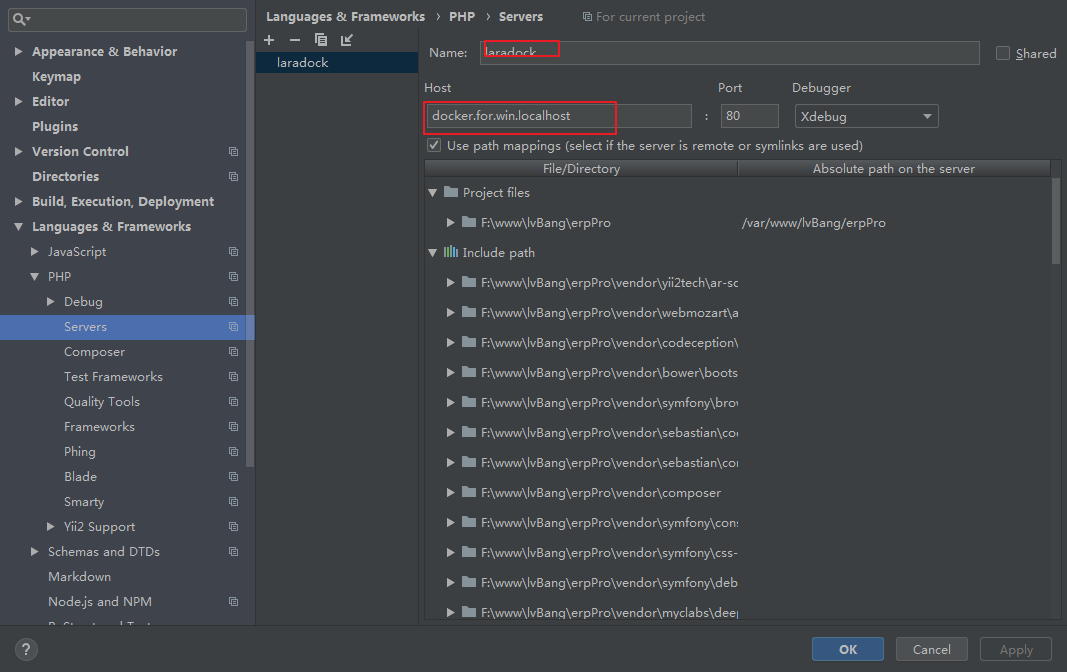 Languages & Frameworks › PHP › Servers For current project
Appearance & Behavior
Keymap
Editor
Plugins
Version Control
Directories
Build, Execution, Deployment
Languages & Frameworks
JavaScript
PHP
Debug
Servers
Composer
Test Frameworks
Quality Tools
Frameworks
Phing
Blade
Smarty
Yii2 Support
Schemas and DTDs
Markdown
Node.js and NPM
laradock
Name: laradock Shared
Host Port Debugger
docker.for.win.localhost : 80 Xdebug
Use path mappings (select if the server is remote or symlinks are used)
File/Directory Absolute path on the server
Project files
F:\www\lvBang\erpPro /var/www/lvBang/erpPro
Include path
F:\www\lvBang\erpPro\vendor\yii2tech\ar-sc
F:\www\lvBang\erpPro\vendor\webmozart\a
F:\www\lvBang\erpPro\vendor\codeception\
F:\www\lvBang\erpPro\vendor\bower\boots
F:\www\lvBang\erpPro\vendor\symfony\brow
F:\www\lvBang\erpPro\vendor\sebastian\co
F:\www\lvBang\erpPro\vendor\sebastian\co
F:\www\lvBang\erpPro\vendor\composer
F:\www\lvBang\erpPro\vendor\symfony\cons
F:\www\lvBang\erpPro\vendor\symfony\css-
F:\www\lvBang\erpPro\vendor\symfony\deb
F:\www\lvBang\erpPro\vendor\myclabs\deep
? OK Cancel Apply